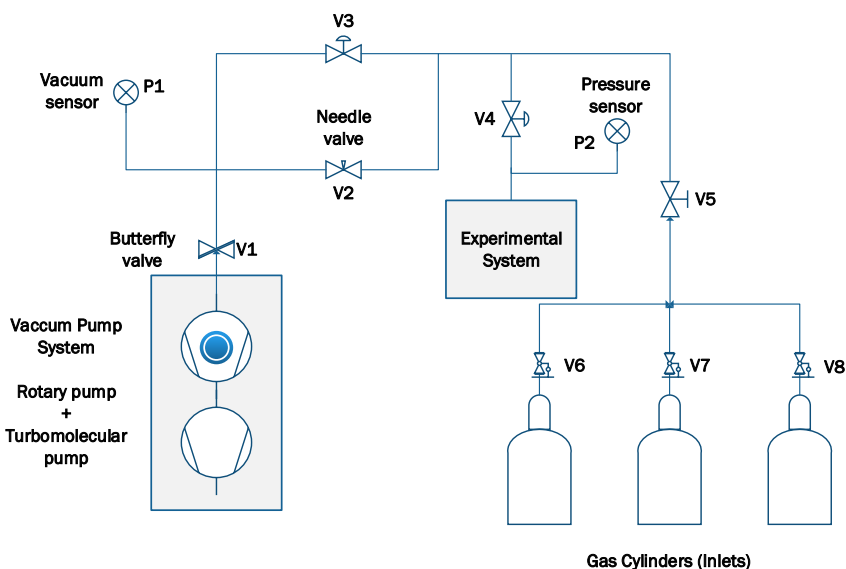 V3
Vacuum
sensor
P1
Pressure
sensor
Needle
valve
V4
P2
V2
V5
Butterfly
valve
V1
Experimental
System
Vaccum Pump
System
V6
V7
V8
Rotary pump
+
Turbomolecular
pump
Gas Cylinders (Inlets)